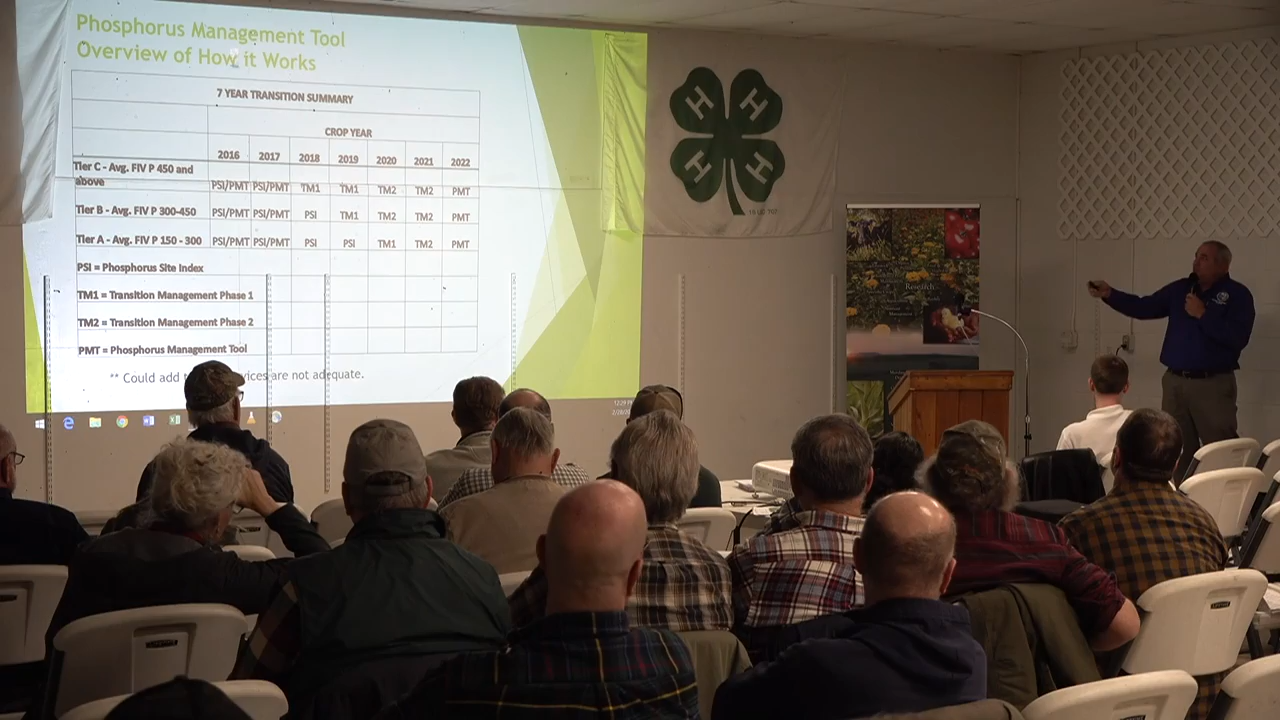 Phosphorus Management Tool
Overview of How it Works
7 YEAR TRANSITION SUMMARY
CROP YEAR
2016 2017 2018 2019 2020 2021 2022
Tier C - Avg. FIV P 450 and
above PSI/PMT PSI/PMT TM1 TM1 TM2 TM2 PMT
Tier B - Avg. FIV P 300-450 PSI/PMT PSI/PMT PSI TM1 TM2 TM2 PMT
Tier A - Avg. FIV P 150 - 300 PSI/PMT PSI/PMT PSI PSI TM1 TM2 PMT
PSI = Phosphorus Site Index
TM1 = Transition Management Phase 1
TM2 = Transition Management Phase 2
PMT = Phosphorus Management Tool
** Could add are not adequate.
H H
H H
18 USC 707
Research